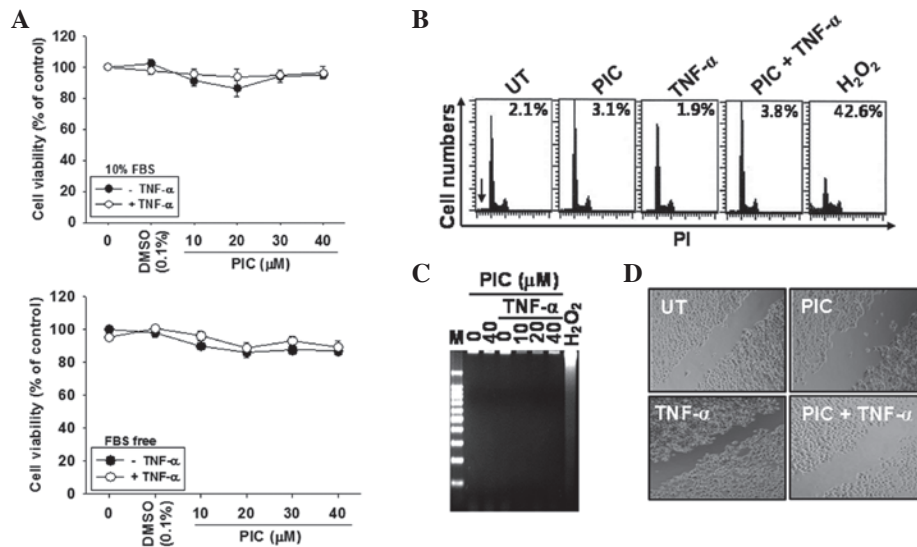 A
Cell viability (% of control)
120
100
80
60
40
20
0
10% FBS
- TNF-α
+ TNF-α
0
DMSO (0.1%)
10
20
30
40
PIC (μM)
Cell viability (% of control)
120
100
80
60
40
20
0
FBS free
- TNF-α
+ TNF-α
0
DMSO (0.1%)
10
20
30
40
PIC (μM)
B
UT
PIC
TNF-α
PIC + TNF-α
H₂O₂
Cell numbers
2.1%
3.1%
1.9%
3.8%
42.6%
PI
C
PIC (μM)
TNF-α
M
0
40
0
10
20
40
H₂O₂
D
UT
PIC
TNF-α
PIC + TNF-α